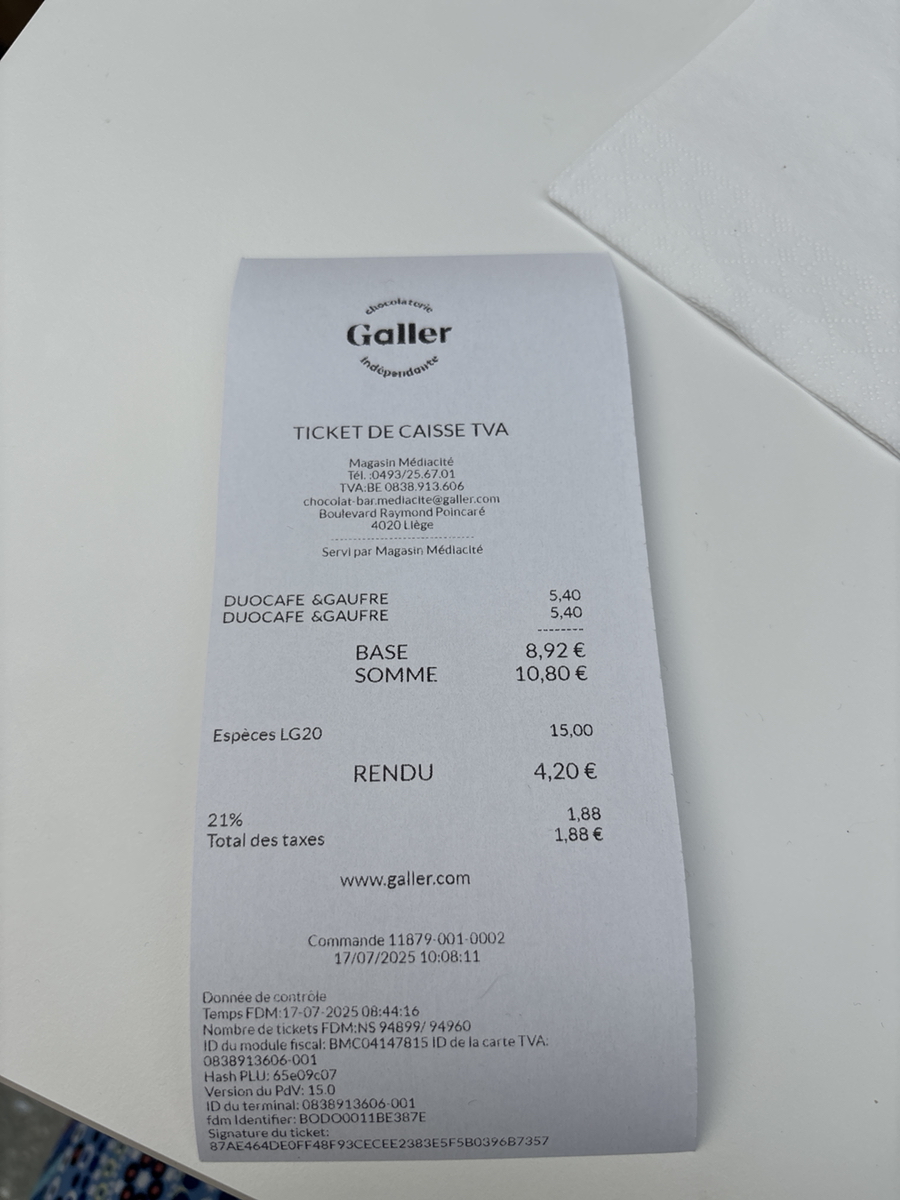 chocolaterie
Galler
indépendante
TICKET DE CAISSE TVA
Magasin Médiacité
Tél. :0493/25.67.01
TVA:BE 0838.913.606
chocolat-bar.mediacite@galler.com
Boulevard Raymond Poincaré
4020 Liège
Servi par Magasin Médiacité
DUOCAFE &GAUFRE 5,40
DUOCAFE &GAUFRE 5,40
BASE 8,92 €
SOMME 10,80 €
Espèces LG20 15,00
RENDU 4,20 €
21% 1,88
Total des taxes 1,88 €
www.galler.com
Commande 11879-001-0002
17/07/2025 10:08:11
Donnée de contrôle
Temps FDM:17-07-2025 08:44:16
Nombre de tickets FDM:NS 94899/ 94960
ID du module fiscal: BMC04147815 ID de la carte TVA:
0838913606-001
Hash PLU: 65e09c07
Version du PdV: 15.0
ID du terminal: 0838913606-001
fdm Identifier: BODO0011BE387E
Signature du ticket:
87AE464DE0FF48F93CECEE2383E5F5B0396B7357